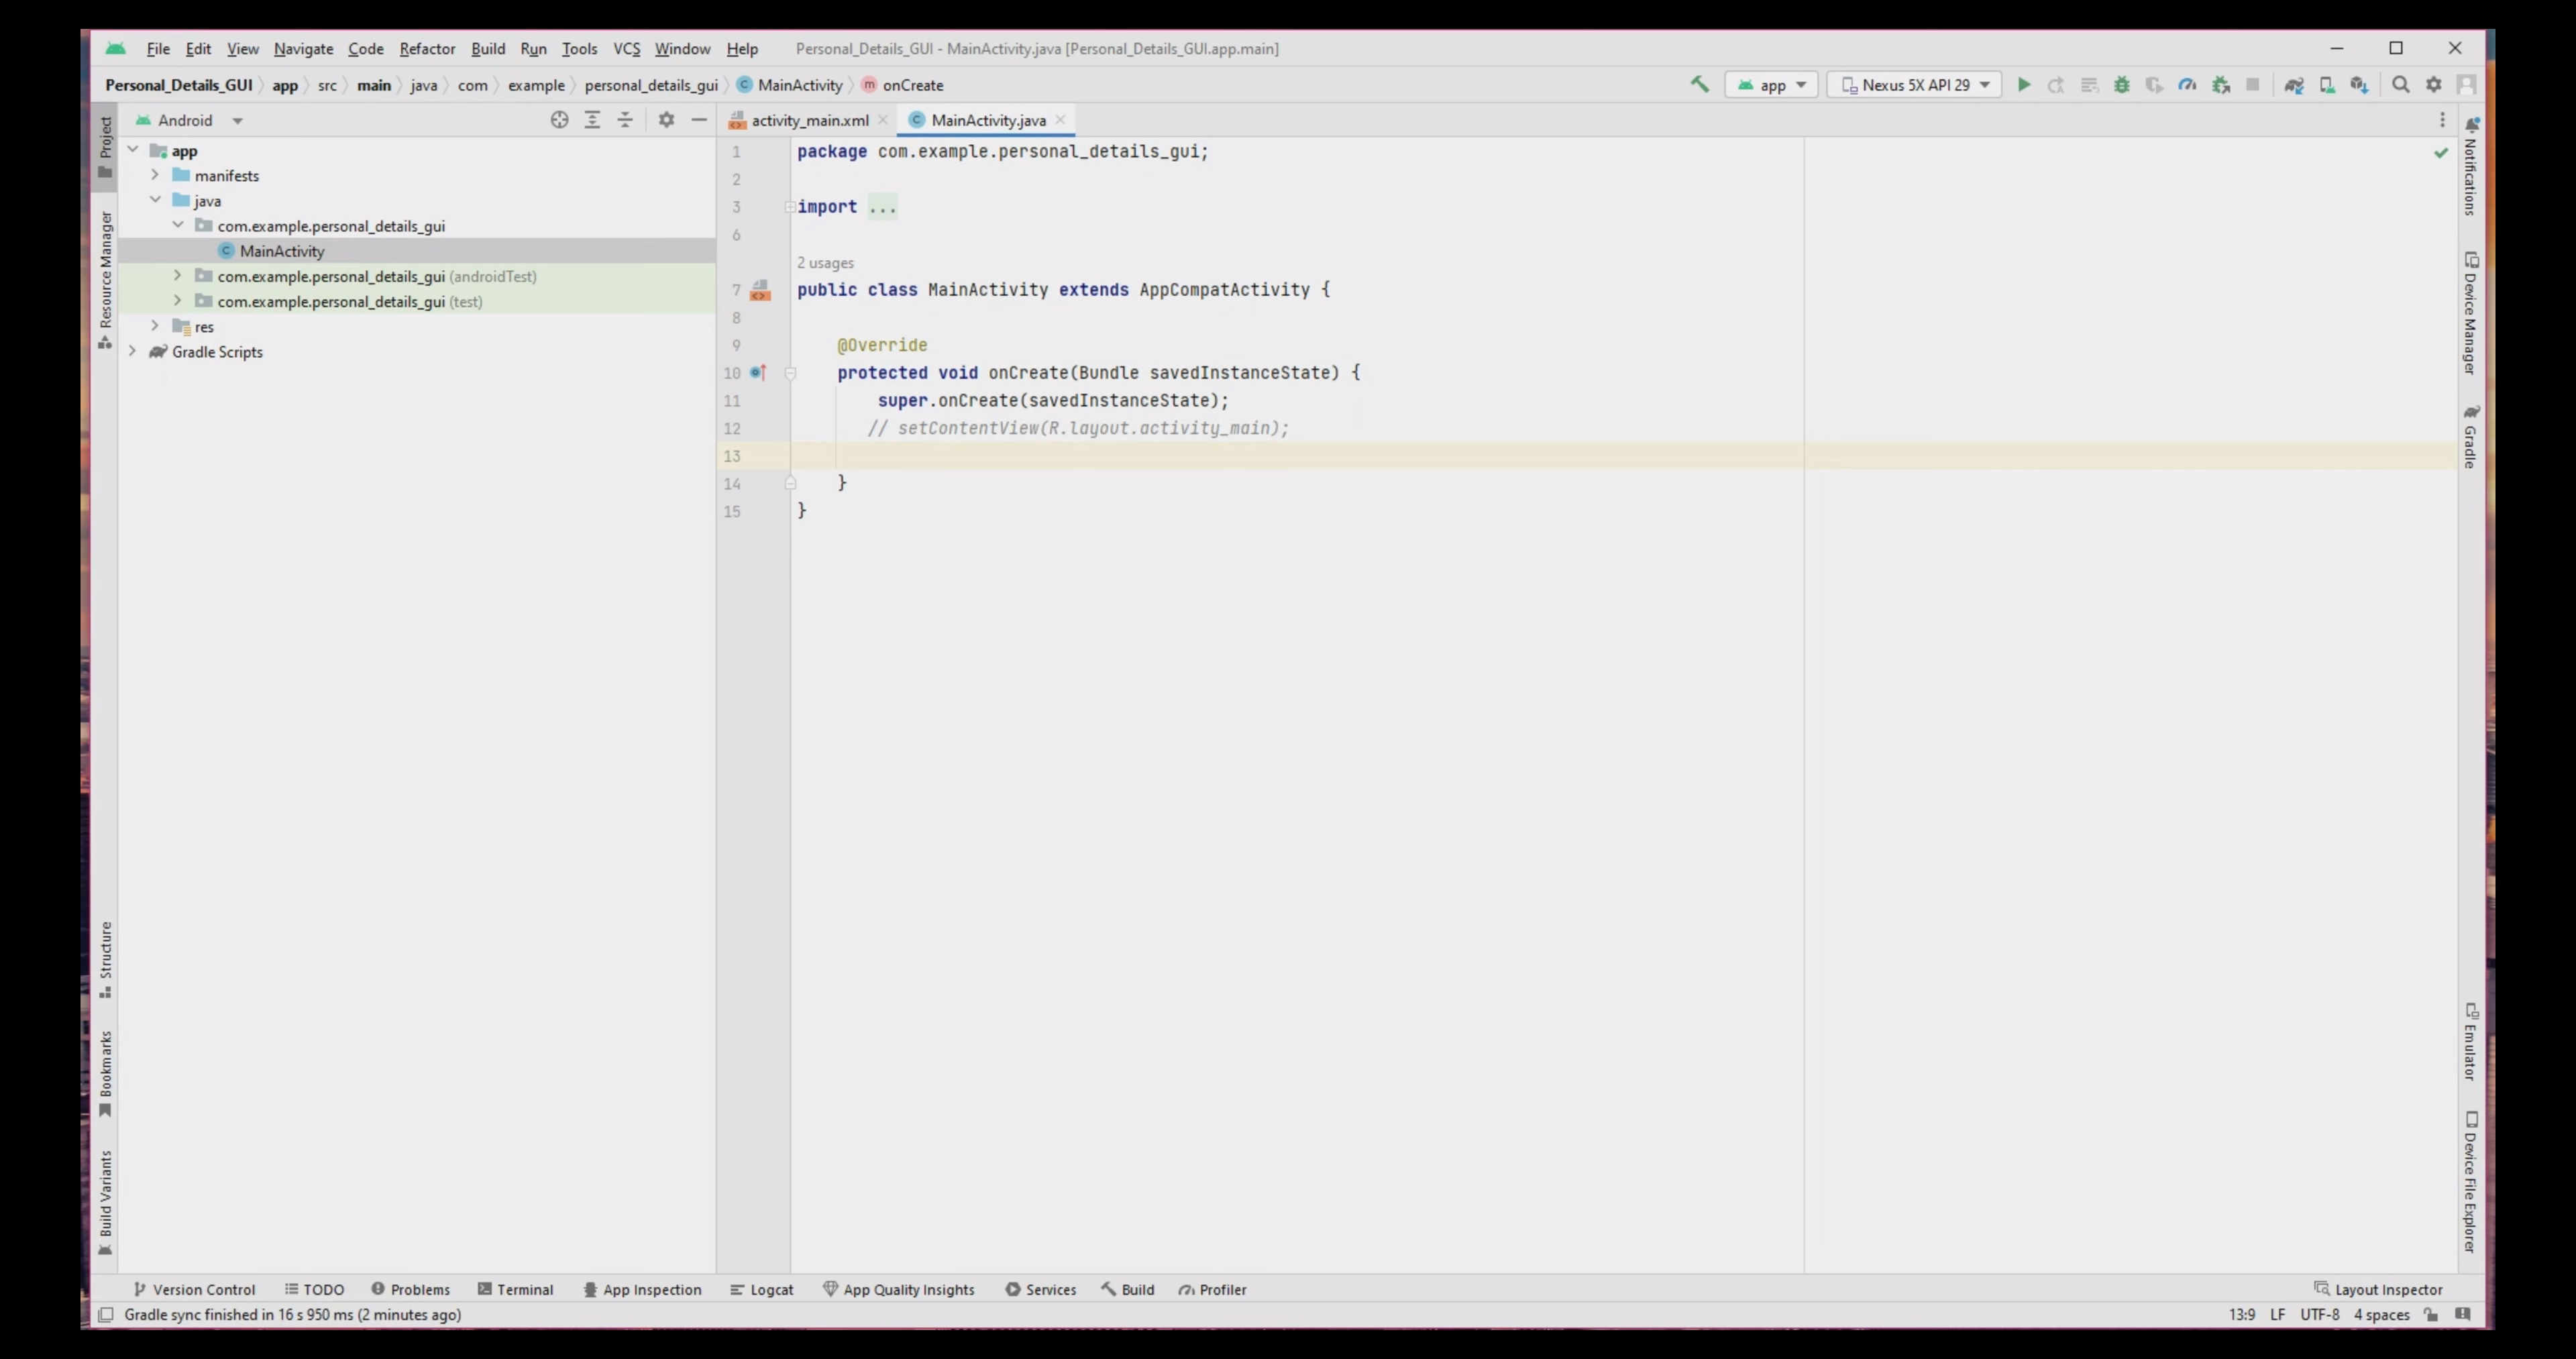 File Edit View Navigate Code Refactor Build Run Tools VCS Window Help Personal_Details_GUI - MainActivity.java [Personal_Details_GUI.app.main]
Personal_Details_GUI app src main java com example personal_details_gui MainActivity onCreate app Nexus 5X API 29
Project
Resource Manager
Structure
Bookmarks
Build Variants
Android
app
manifests
java
com.example.personal_details_gui
MainActivity
com.example.personal_details_gui (androidTest)
com.example.personal_details_gui (test)
res
Gradle Scripts
activity_main.xml MainActivity.java
1 package com.example.personal_details_gui;
2
3 import ...
6
2 usages
7 public class MainActivity extends AppCompatActivity {
8
9 @Override
10 protected void onCreate(Bundle savedInstanceState) {
11 super.onCreate(savedInstanceState);
12 // setContentView(R.layout.activity_main);
13
14 }
15 }
Notifications
Device Manager
Gradle
Emulator
Device File Explorer
Version Control TODO Problems Terminal App Inspection Logcat App Quality Insights Services Build Profiler Layout Inspector
Gradle sync finished in 16 s 950 ms (2 minutes ago) 13:9 LF UTF-8 4 spaces